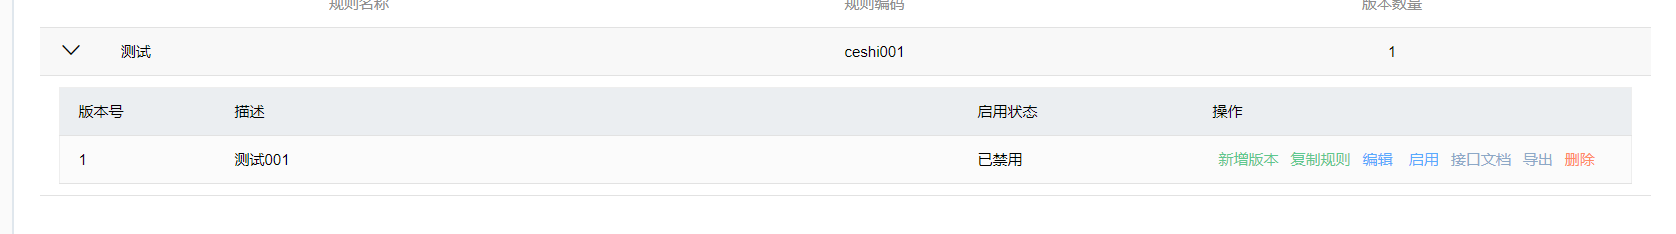 规则名称 规则编码 版本数量
测试 ceshi001 1
版本号 描述 启用状态 操作
1 测试001 已禁用 新增版本 复制规则 编辑 启用 接口文档 导出 删除